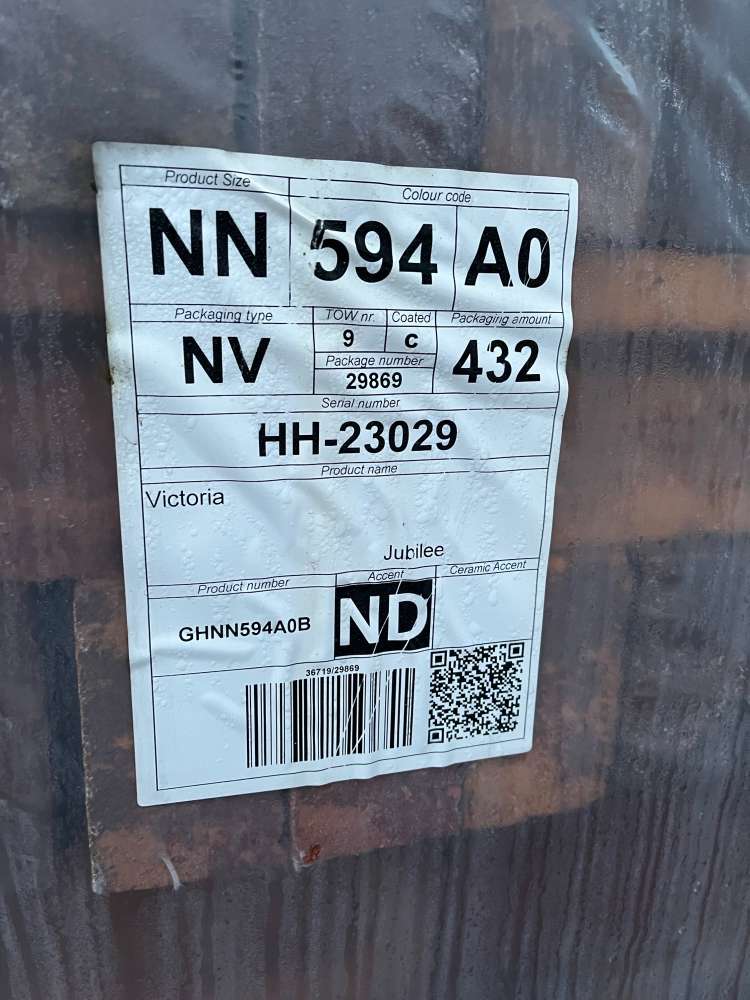 Product Size
Colour code
NN 594 A0
Packaging type
TOW nr.
Coated
Packaging amount
NV
9
c
432
Package number
29869
Serial number
HH-23029
Product name
Victoria
Jubilee
Product number
Accent
Ceramic Accent
GHNN594A0B
ND
36719/29869